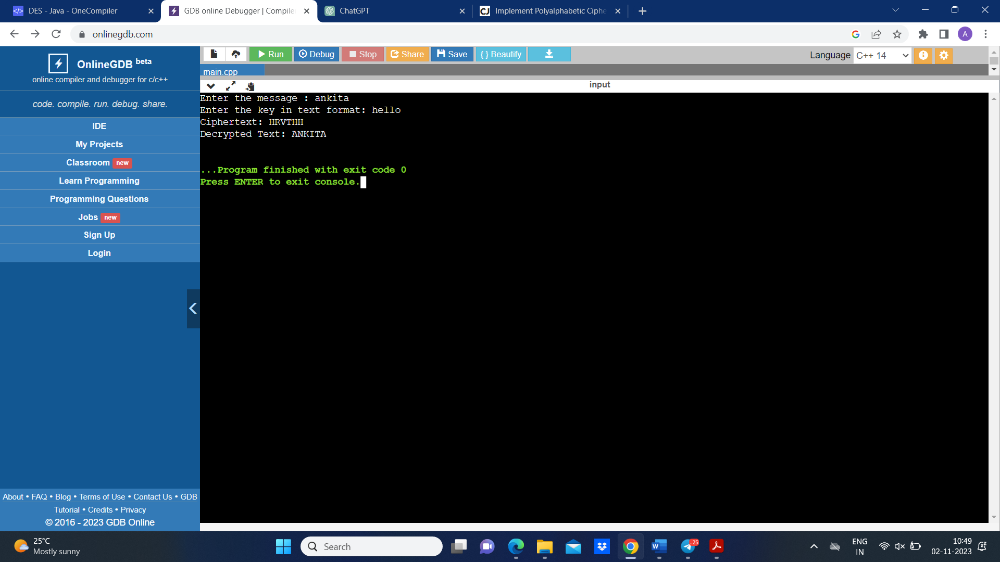 DES - Java - OneCompiler
GDB online Debugger | Compile
ChatGPT
CJ Implement Polyalphabetic Ciphe
onlinegdb.com
A
OnlineGDB beta
online compiler and debugger for c/c++
code. compile. run. debug. share.
IDE
My Projects
Classroom new
Learn Programming
Programming Questions
Jobs new
Sign Up
Login
About • FAQ • Blog • Terms of Use • Contact Us • GDB
Tutorial • Credits • Privacy
© 2016 - 2023 GDB Online
Run Debug Stop Share Save { } Beautify
Language C++ 14
main.cpp
input
Enter the message : ankita
Enter the key in text format: hello
Ciphertext: HRVTHH
Decrypted Text: ANKITA
...Program finished with exit code 0
Press ENTER to exit console.
25°C
Mostly sunny
Search
W
..25
ENG
IN
10:49
02-11-2023